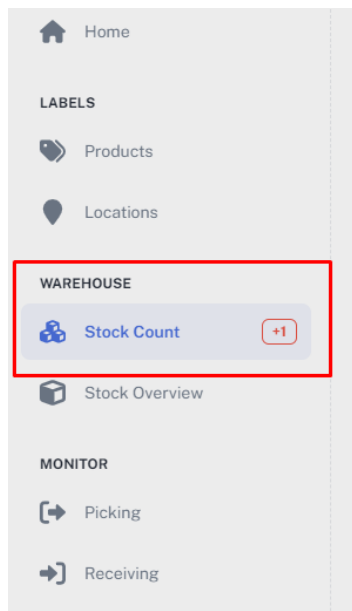 Home
LABELS
Products
Locations
WAREHOUSE
Stock Count +1
Stock Overview
MONITOR
Picking
Receiving